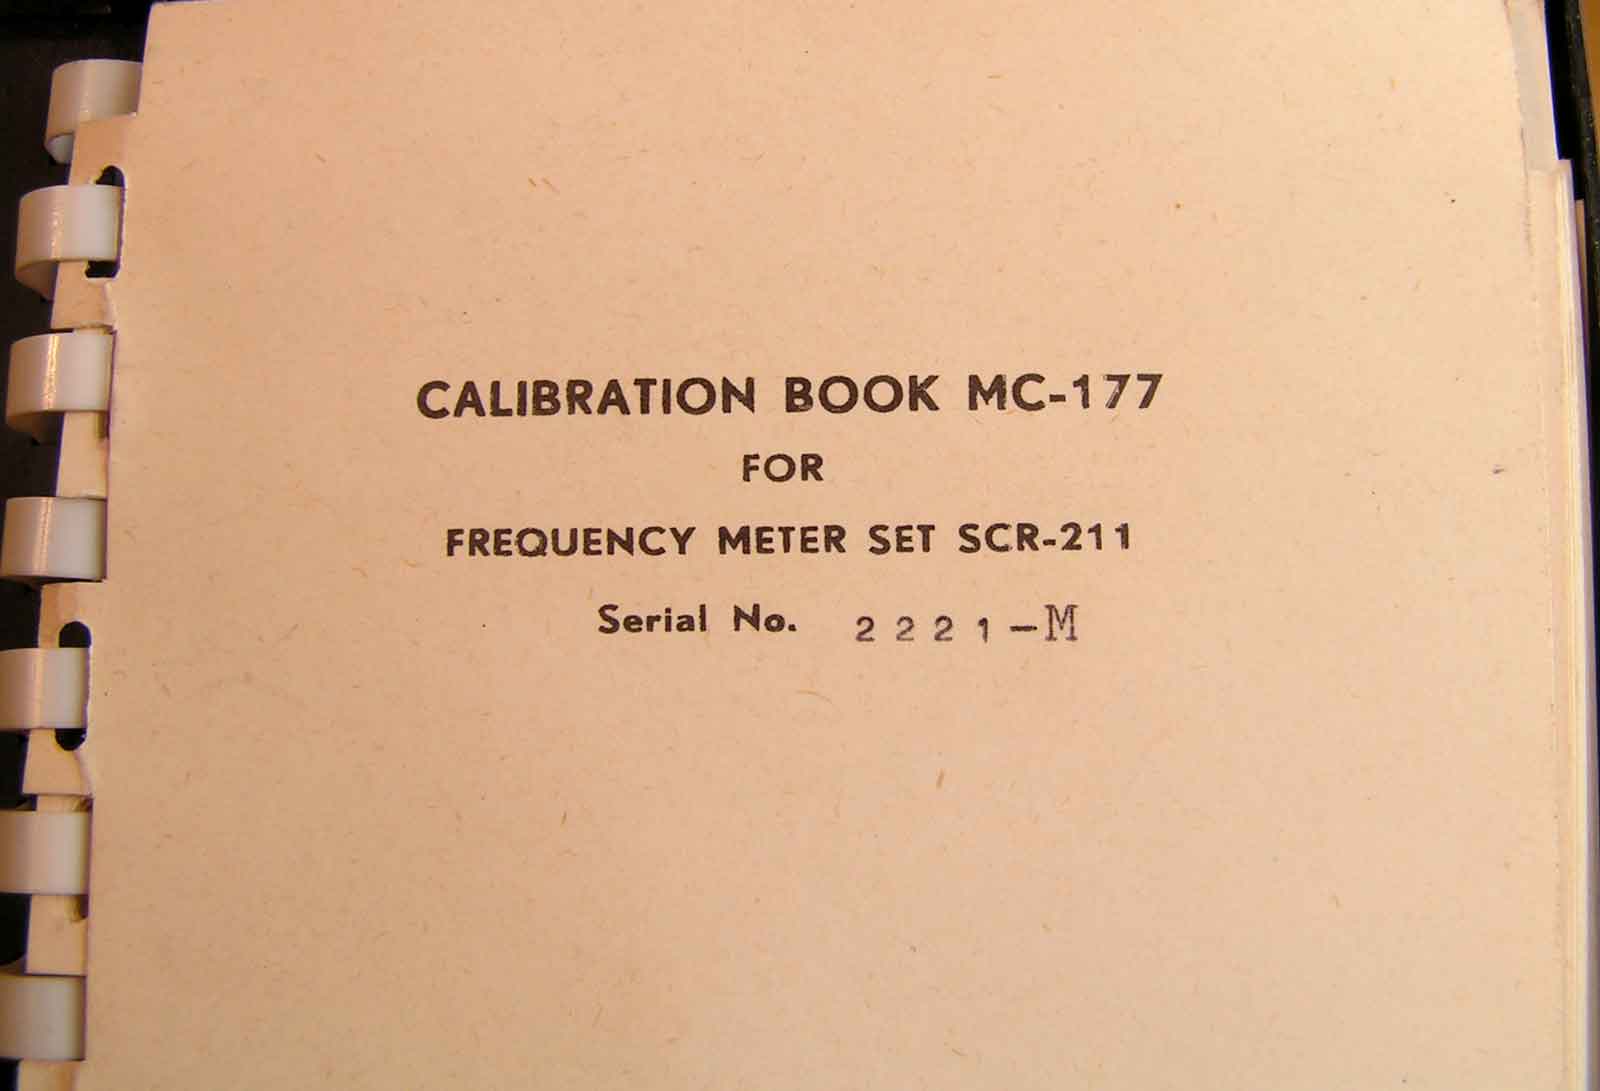 CALIBRATION BOOK MC-177
FOR
FREQUENCY METER SET SCR-211
Serial No. 2221-M